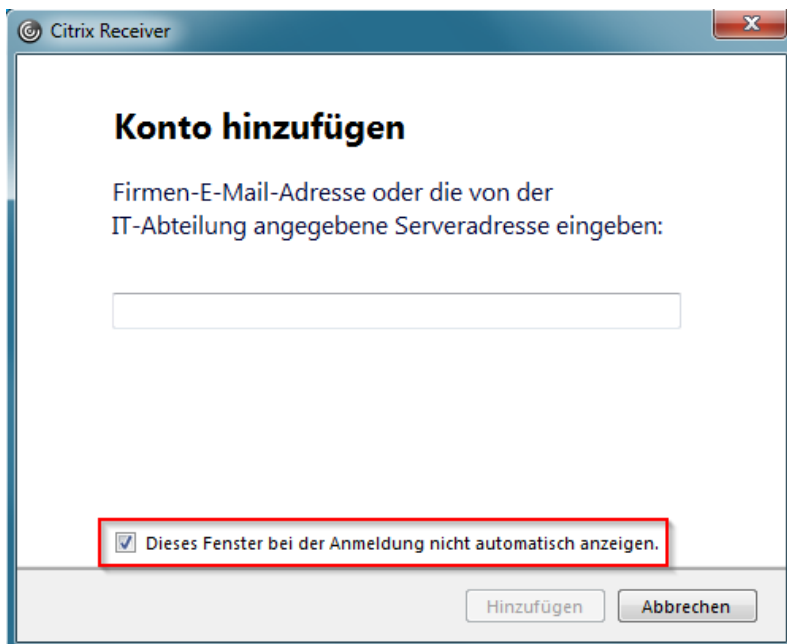 Citrix Receiver
Konto hinzufügen
Firmen-E-Mail-Adresse oder die von der
IT-Abteilung angegebene Serveradresse eingeben:
Dieses Fenster bei der Anmeldung nicht automatisch anzeigen.
Hinzufügen
Abbrechen